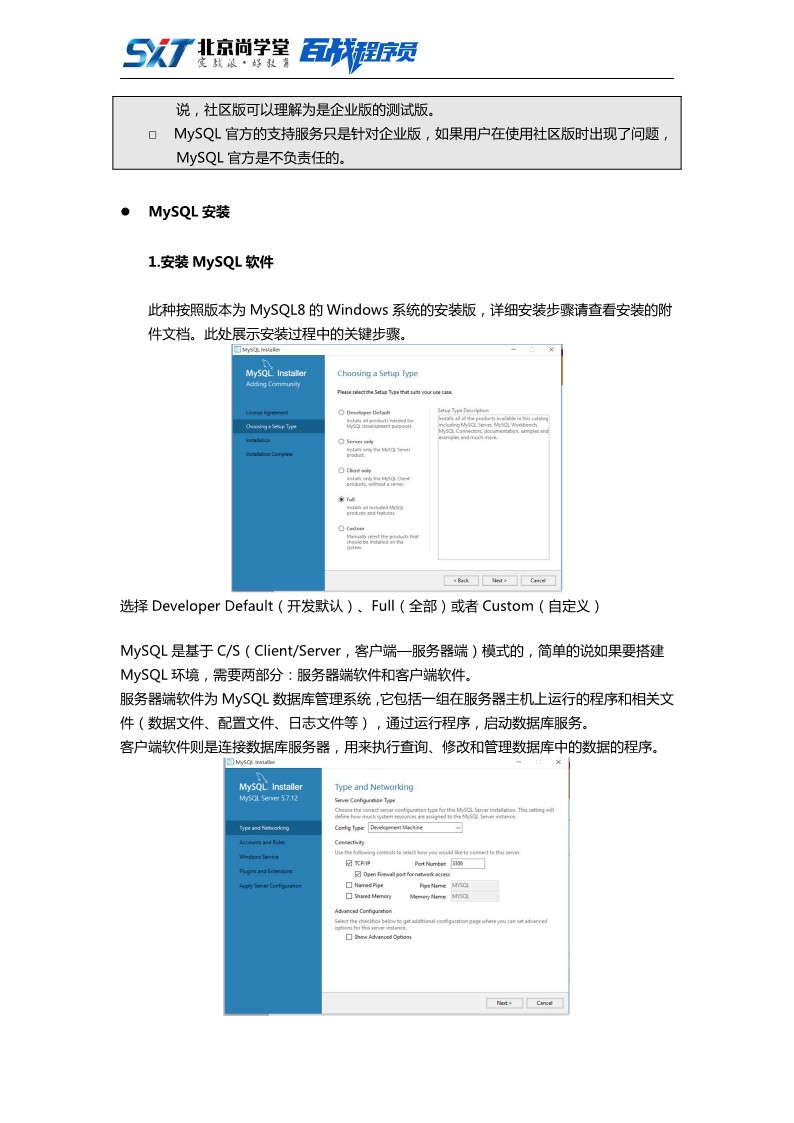 SXT 北京尚学堂 百战程序员
实战派·好教育
说，社区版可以理解为是企业版的测试版。
□ MySQL 官方的支持服务只是针对企业版，如果用户在使用社区版时出现了问题，
MySQL 官方是不负责任的。
● MySQL 安装
1.安装 MySQL 软件
此种按照版本为 MySQL8 的 Windows 系统的安装版，详细安装步骤请查看安装的附
件文档。此处展示安装过程中的关键步骤。
MySQL Installer
MySQL. Installer
Adding Community
License Agreement
Choosing a Setup Type
Installation
Installation Complete
Choosing a Setup Type
Please select the Setup Type that suits your use case.
Developer Default
Installs all products needed for
MySQL development purposes.
Server only
Installs only the MySQL Server
product.
Client only
Installs only the MySQL Client
products, without a server.
Full
Installs all included MySQL
products and features.
Custom
Manually select the products that
should be installed on the
system.
Setup Type Description
Installs all of the products available in this catalog
including MySQL Server, MySQL Workbench,
MySQL Connectors, documentation, samples and
examples and much more.
< Back
Next >
Cancel
选择 Developer Default（开发默认）、Full（全部）或者 Custom（自定义）
MySQL 是基于 C/S（Client/Server，客户端—服务器端）模式的，简单的说如果要搭建
MySQL 环境，需要两部分：服务器端软件和客户端软件。
服务器端软件为 MySQL 数据库管理系统，它包括一组在服务器主机上运行的程序和相关文
件（数据文件、配置文件、日志文件等），通过运行程序，启动数据库服务。
客户端软件则是连接数据库服务器，用来执行查询、修改和管理数据库中的数据的程序。
MySQL Installer
MySQL. Installer
MySQL Server 5.7.12
Type and Networking
Accounts and Roles
Windows Service
Plugins and Extensions
Apply Server Configuration
Type and Networking
Server Configuration Type
Choose the correct server configuration type for this MySQL Server installation. This setting will
define how much system resources are assigned to the MySQL Server instance.
Config Type: Development Machine
Connectivity
Use the following controls to select how you would like to connect to this server.
TCP/IP Port Number: 3306
Open Firewall port for network access
Named Pipe Pipe Name: MYSQL
Shared Memory Memory Name: MYSQL
Advanced Configuration
Select the checkbox below to get additional configuration page where you can set advanced
options for this server instance.
Show Advanced Options
Next >
Cancel